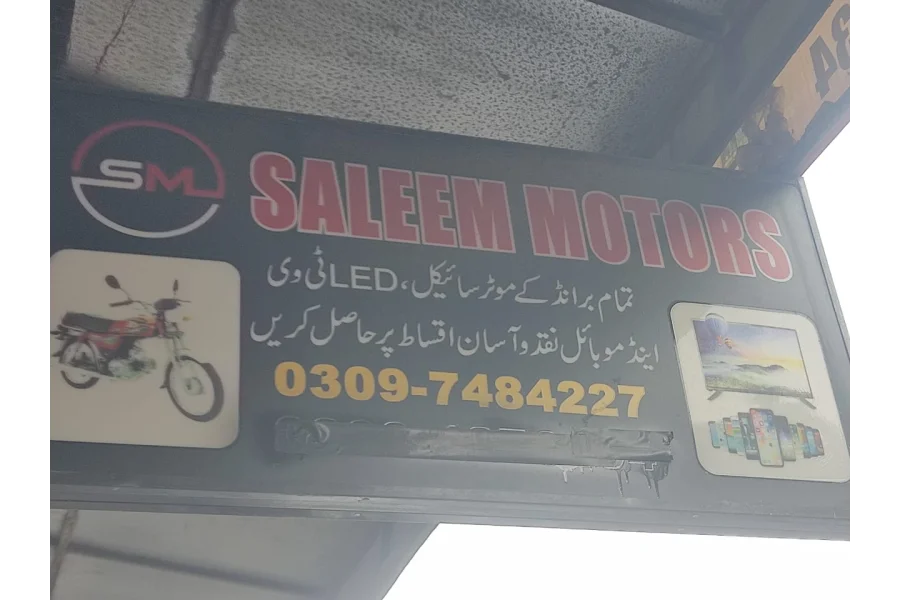 SM
SALEEM MOTORS
تمام برانڈ کے موٹر سائیکل، LED ٹی وی
اینڈ موبائل نقد و آسان اقساط پر حاصل کریں
0309-7484227